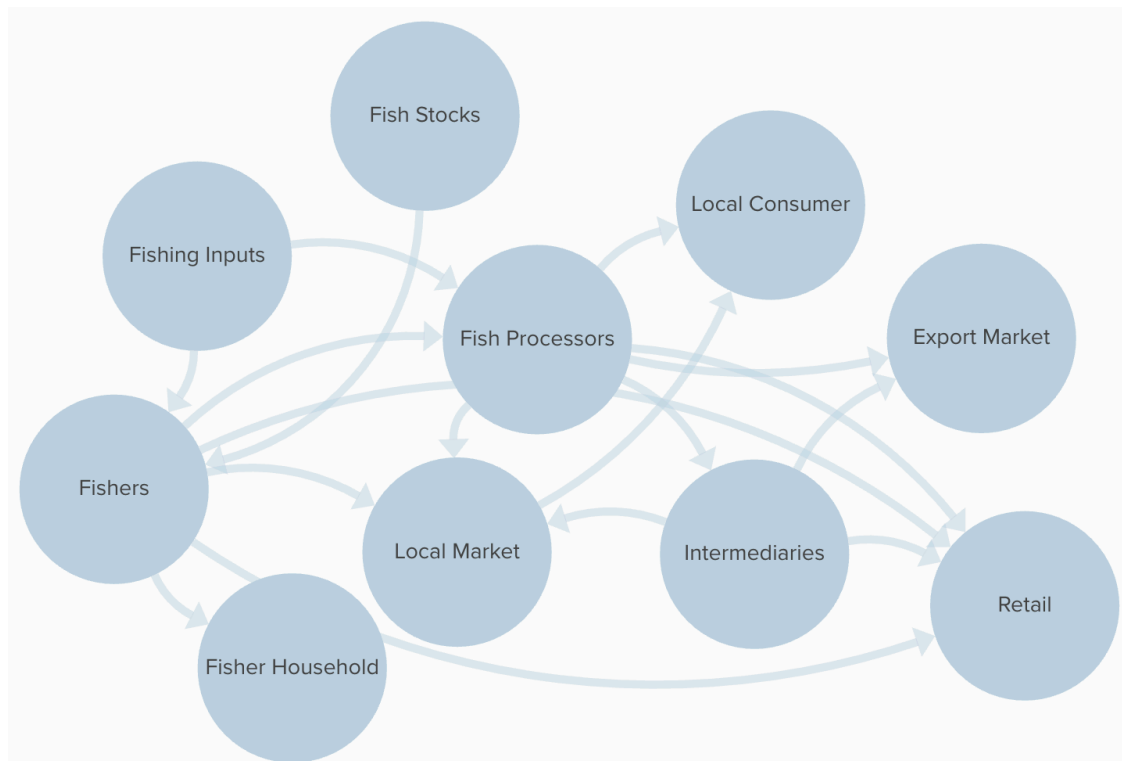 Fish Stocks
Local Consumer
Fishing Inputs
Fish Processors
Export Market
Fishers
Local Market
Intermediaries
Retail
Fisher Household